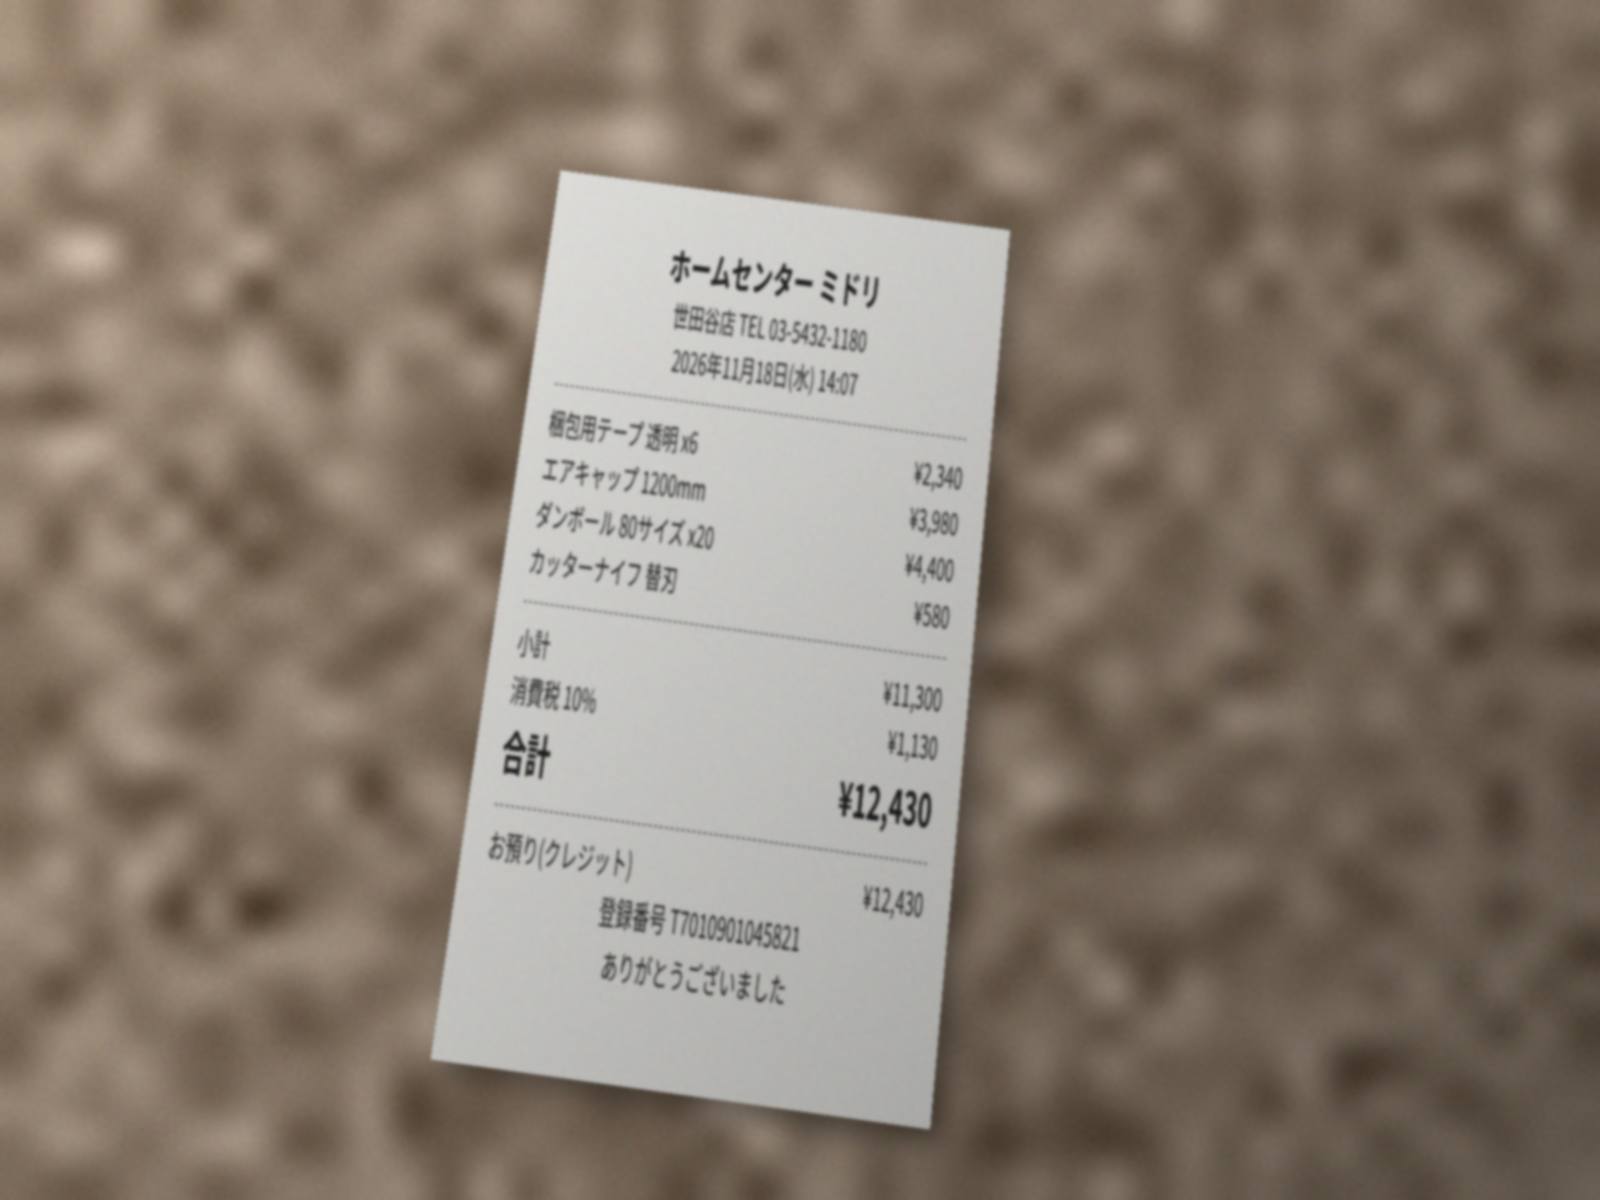 ホームセンター ミドリ
世田谷店 TEL 03-5432-1180
2026年11月18日(水) 14:07
梱包用テープ 透明 x6 ¥2,340
エアキャップ 1200mm ¥3,980
ダンボール 80サイズ x20 ¥4,400
カッターナイフ 替刃 ¥580
小計 ¥11,300
消費税 10% ¥1,130
合計 ¥12,430
お預り(クレジット) ¥12,430
登録番号 T7010901045821
ありがとうございました